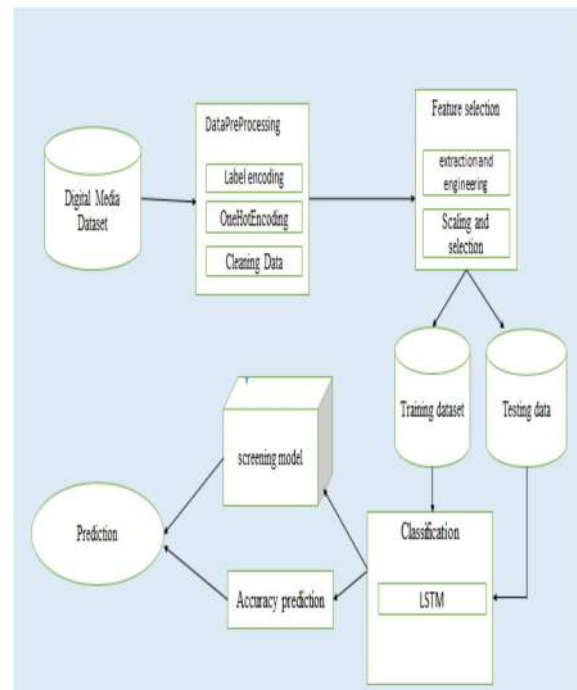 Digital Media
Dataset
DataPreProcessing
Label encoding
OneHotEncoding
Cleaning Data
Feature selection
extraction and
engineering
Scaling and
selection
Training dataset
Testing data
Classification
LSTM
screening model
Accuracy prediction
Prediction